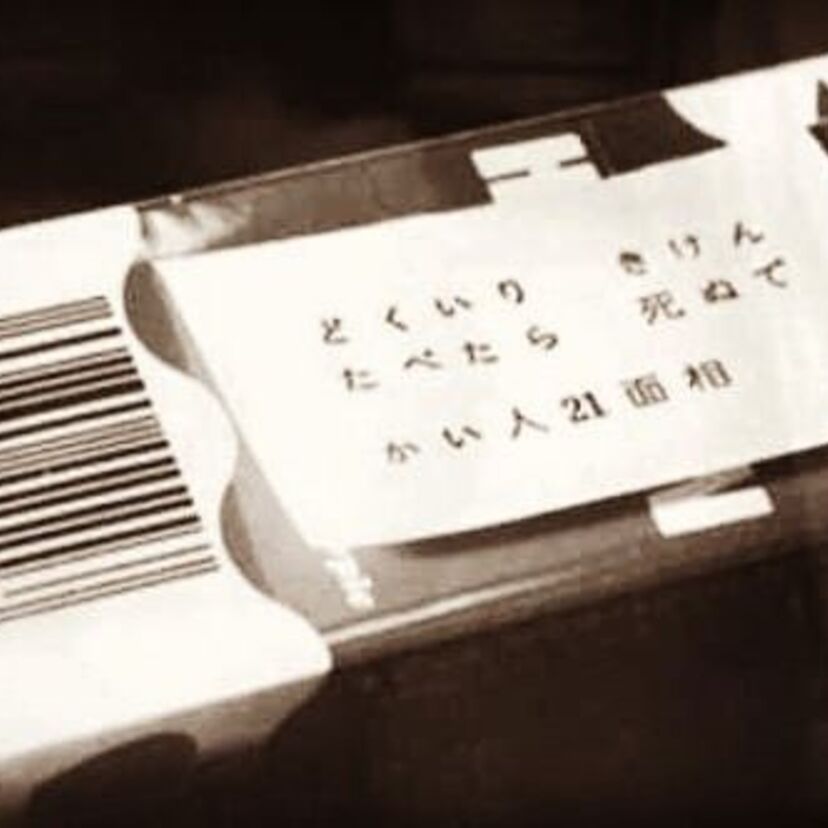 どくいり きけん
たべたら 死ぬで
かい人21面相